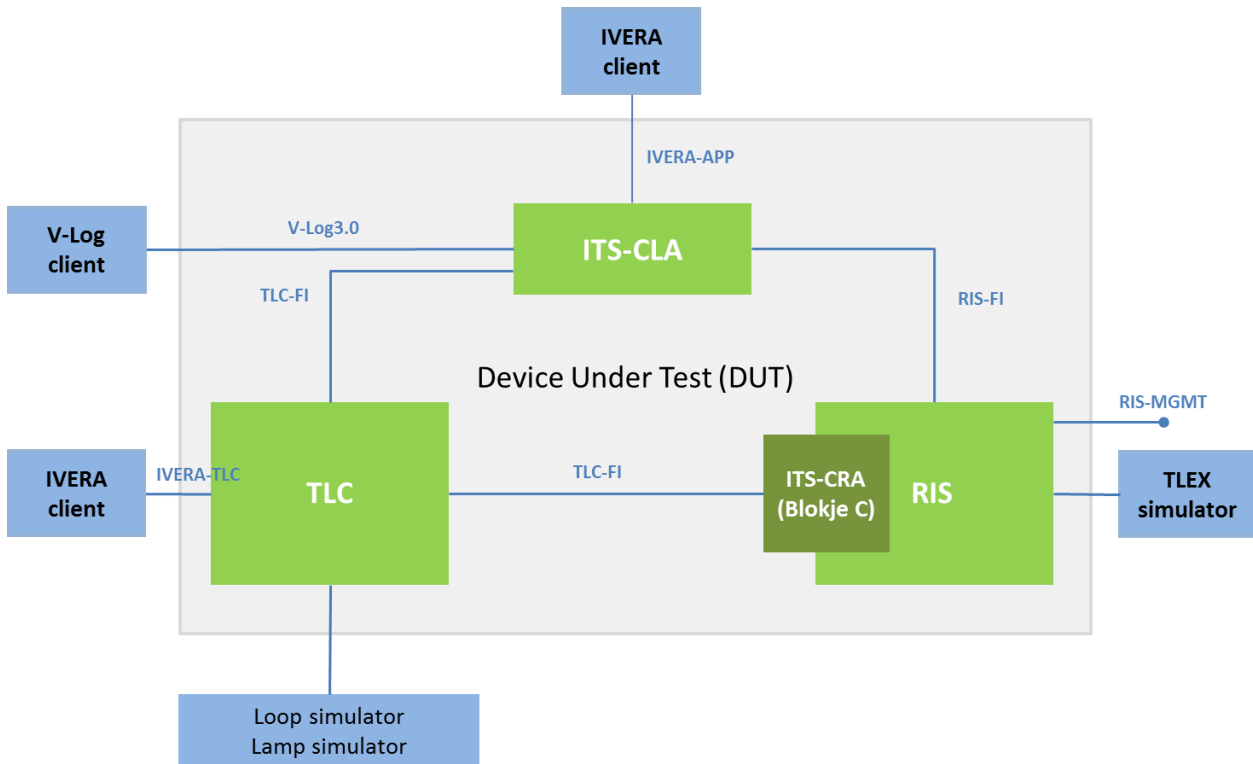 IVERA
client
IVERA-APP
V-Log
client
V-Log3.0
ITS-CLA
TLC-FI
RIS-FI
Device Under Test (DUT)
RIS-MGMT
IVERA
client
IVERA-TLC
TLC
TLC-FI
ITS-CRA
(Blokje C)
RIS
TLEX
simulator
Loop simulator
Lamp simulator